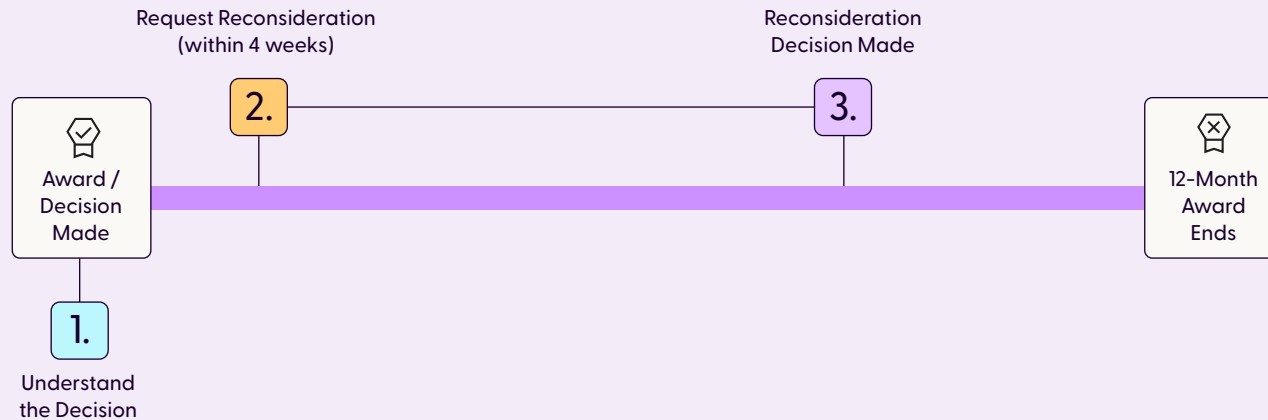 Request Reconsideration
(within 4 weeks)
Reconsideration
Decision Made
2.
3.
Award /
Decision
Made
12-Month
Award
Ends
1.
Understand
the Decision